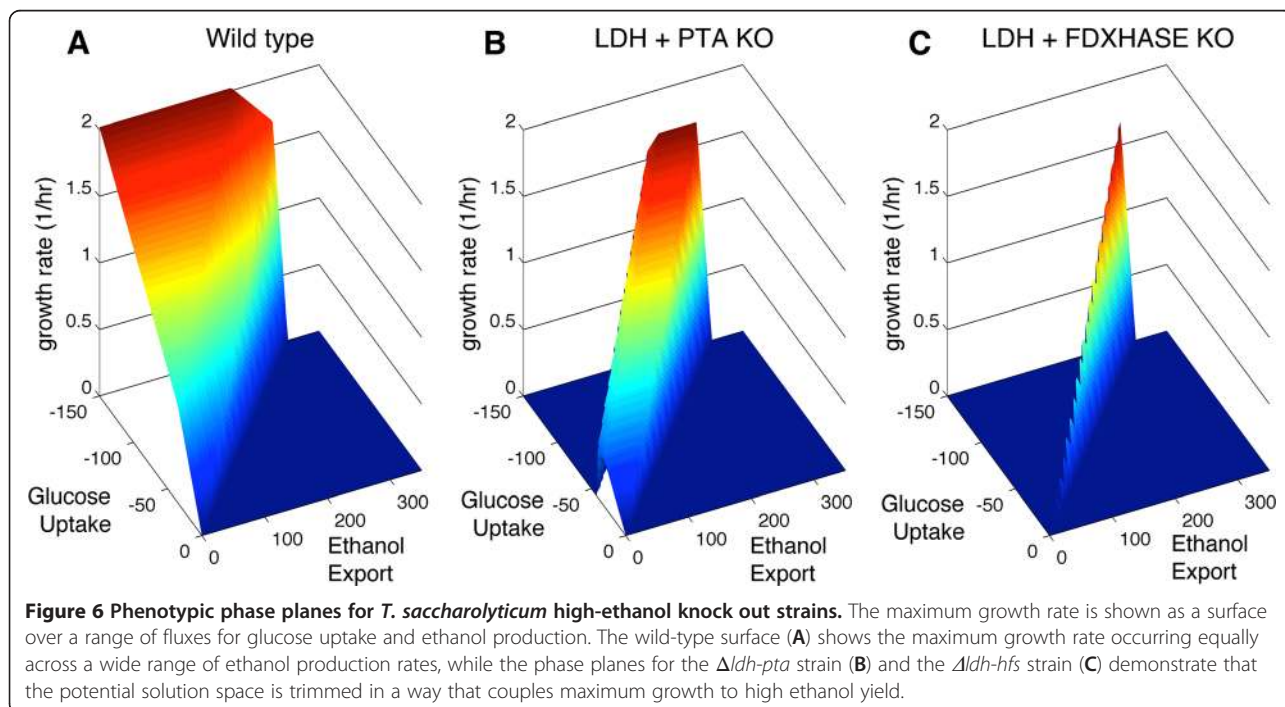 A Wild type
B LDH + PTA KO
C LDH + FDXHASE KO
growth rate (1/hr)
2
1.5
1
0.5
0
-150
-100
-50
0
Glucose
Uptake
0
100
200
300
Ethanol
Export
growth rate (1/hr)
2
1.5
1
0.5
0
-150
-100
-50
0
Glucose
Uptake
0
100
200
300
Ethanol
Export
growth rate (1/hr)
2
1.5
1
0.5
0
-150
-100
-50
0
Glucose
Uptake
0
100
200
300
Ethanol
Export
Figure 6 Phenotypic phase planes for T. saccharolyticum high-ethanol knock out strains. The maximum growth rate is shown as a surface
over a range of fluxes for glucose uptake and ethanol production. The wild-type surface (A) shows the maximum growth rate occurring equally
across a wide range of ethanol production rates, while the phase planes for the Δldh-pta strain (B) and the Δldh-hfs strain (C) demonstrate that
the potential solution space is trimmed in a way that couples maximum growth to high ethanol yield.